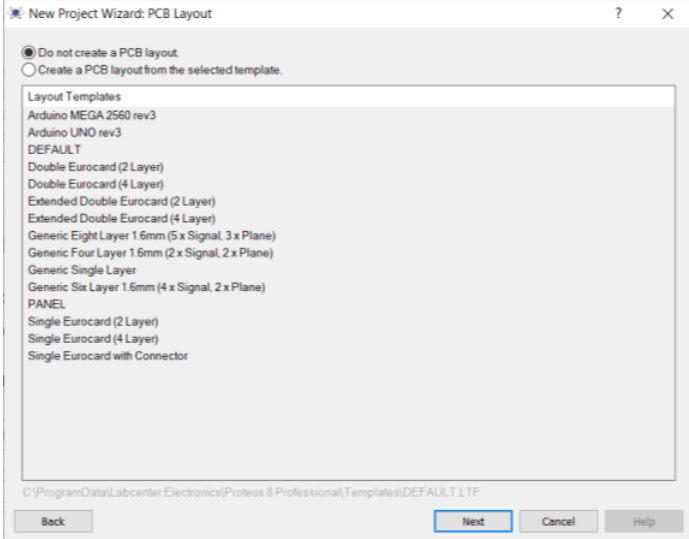 New Project Wizard: PCB Layout
?
Do not create a PCB layout.
Create a PCB layout from the selected template.
Layout Templates
Arduino MEGA 2560 rev3
Arduino UNO rev3
DEFAULT
Double Eurocard (2 Layer)
Double Eurocard (4 Layer)
Extended Double Eurocard (2 Layer)
Extended Double Eurocard (4 Layer)
Generic Eight Layer 1.6mm (5 x Signal, 3 x Plane)
Generic Four Layer 1.6mm (2 x Signal, 2 x Plane)
Generic Single Layer
Generic Six Layer 1.6mm (4 x Signal, 2 x Plane)
PANEL
Single Eurocard (2 Layer)
Single Eurocard (4 Layer)
Single Eurocard with Connector
C:\ProgramData\Labcenter Electronics\Proteus 8 Professional\Templates\DEFAULT.LTF
Back Next Cancel Help